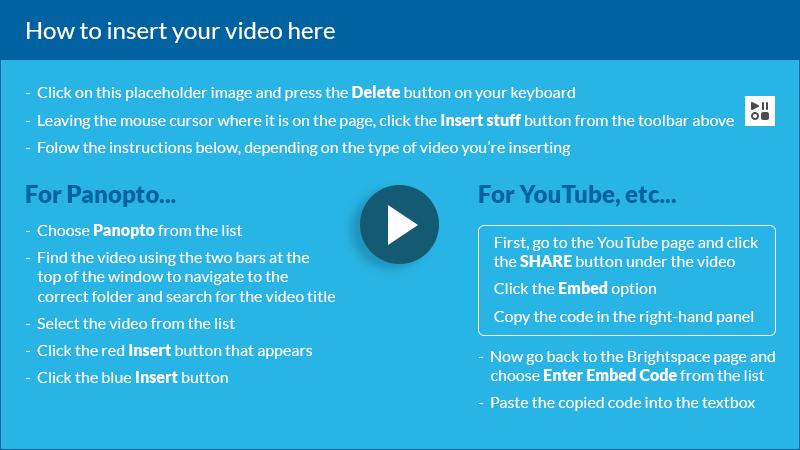 How to insert your video here
- Click on this placeholder image and press the Delete button on your keyboard
- Leaving the mouse cursor where it is on the page, click the Insert stuff button from the toolbar above
- Folow the instructions below, depending on the type of video you're inserting
For Panopto...
- Choose Panopto from the list
- Find the video using the two bars at the
top of the window to navigate to the
correct folder and search for the video title
- Select the video from the list
- Click the red Insert button that appears
- Click the blue Insert button
For YouTube, etc...
First, go to the YouTube page and click
the SHARE button under the video
Click the Embed option
Copy the code in the right-hand panel
- Now go back to the Brightspace page and
choose Enter Embed Code from the list
- Paste the copied code into the textbox